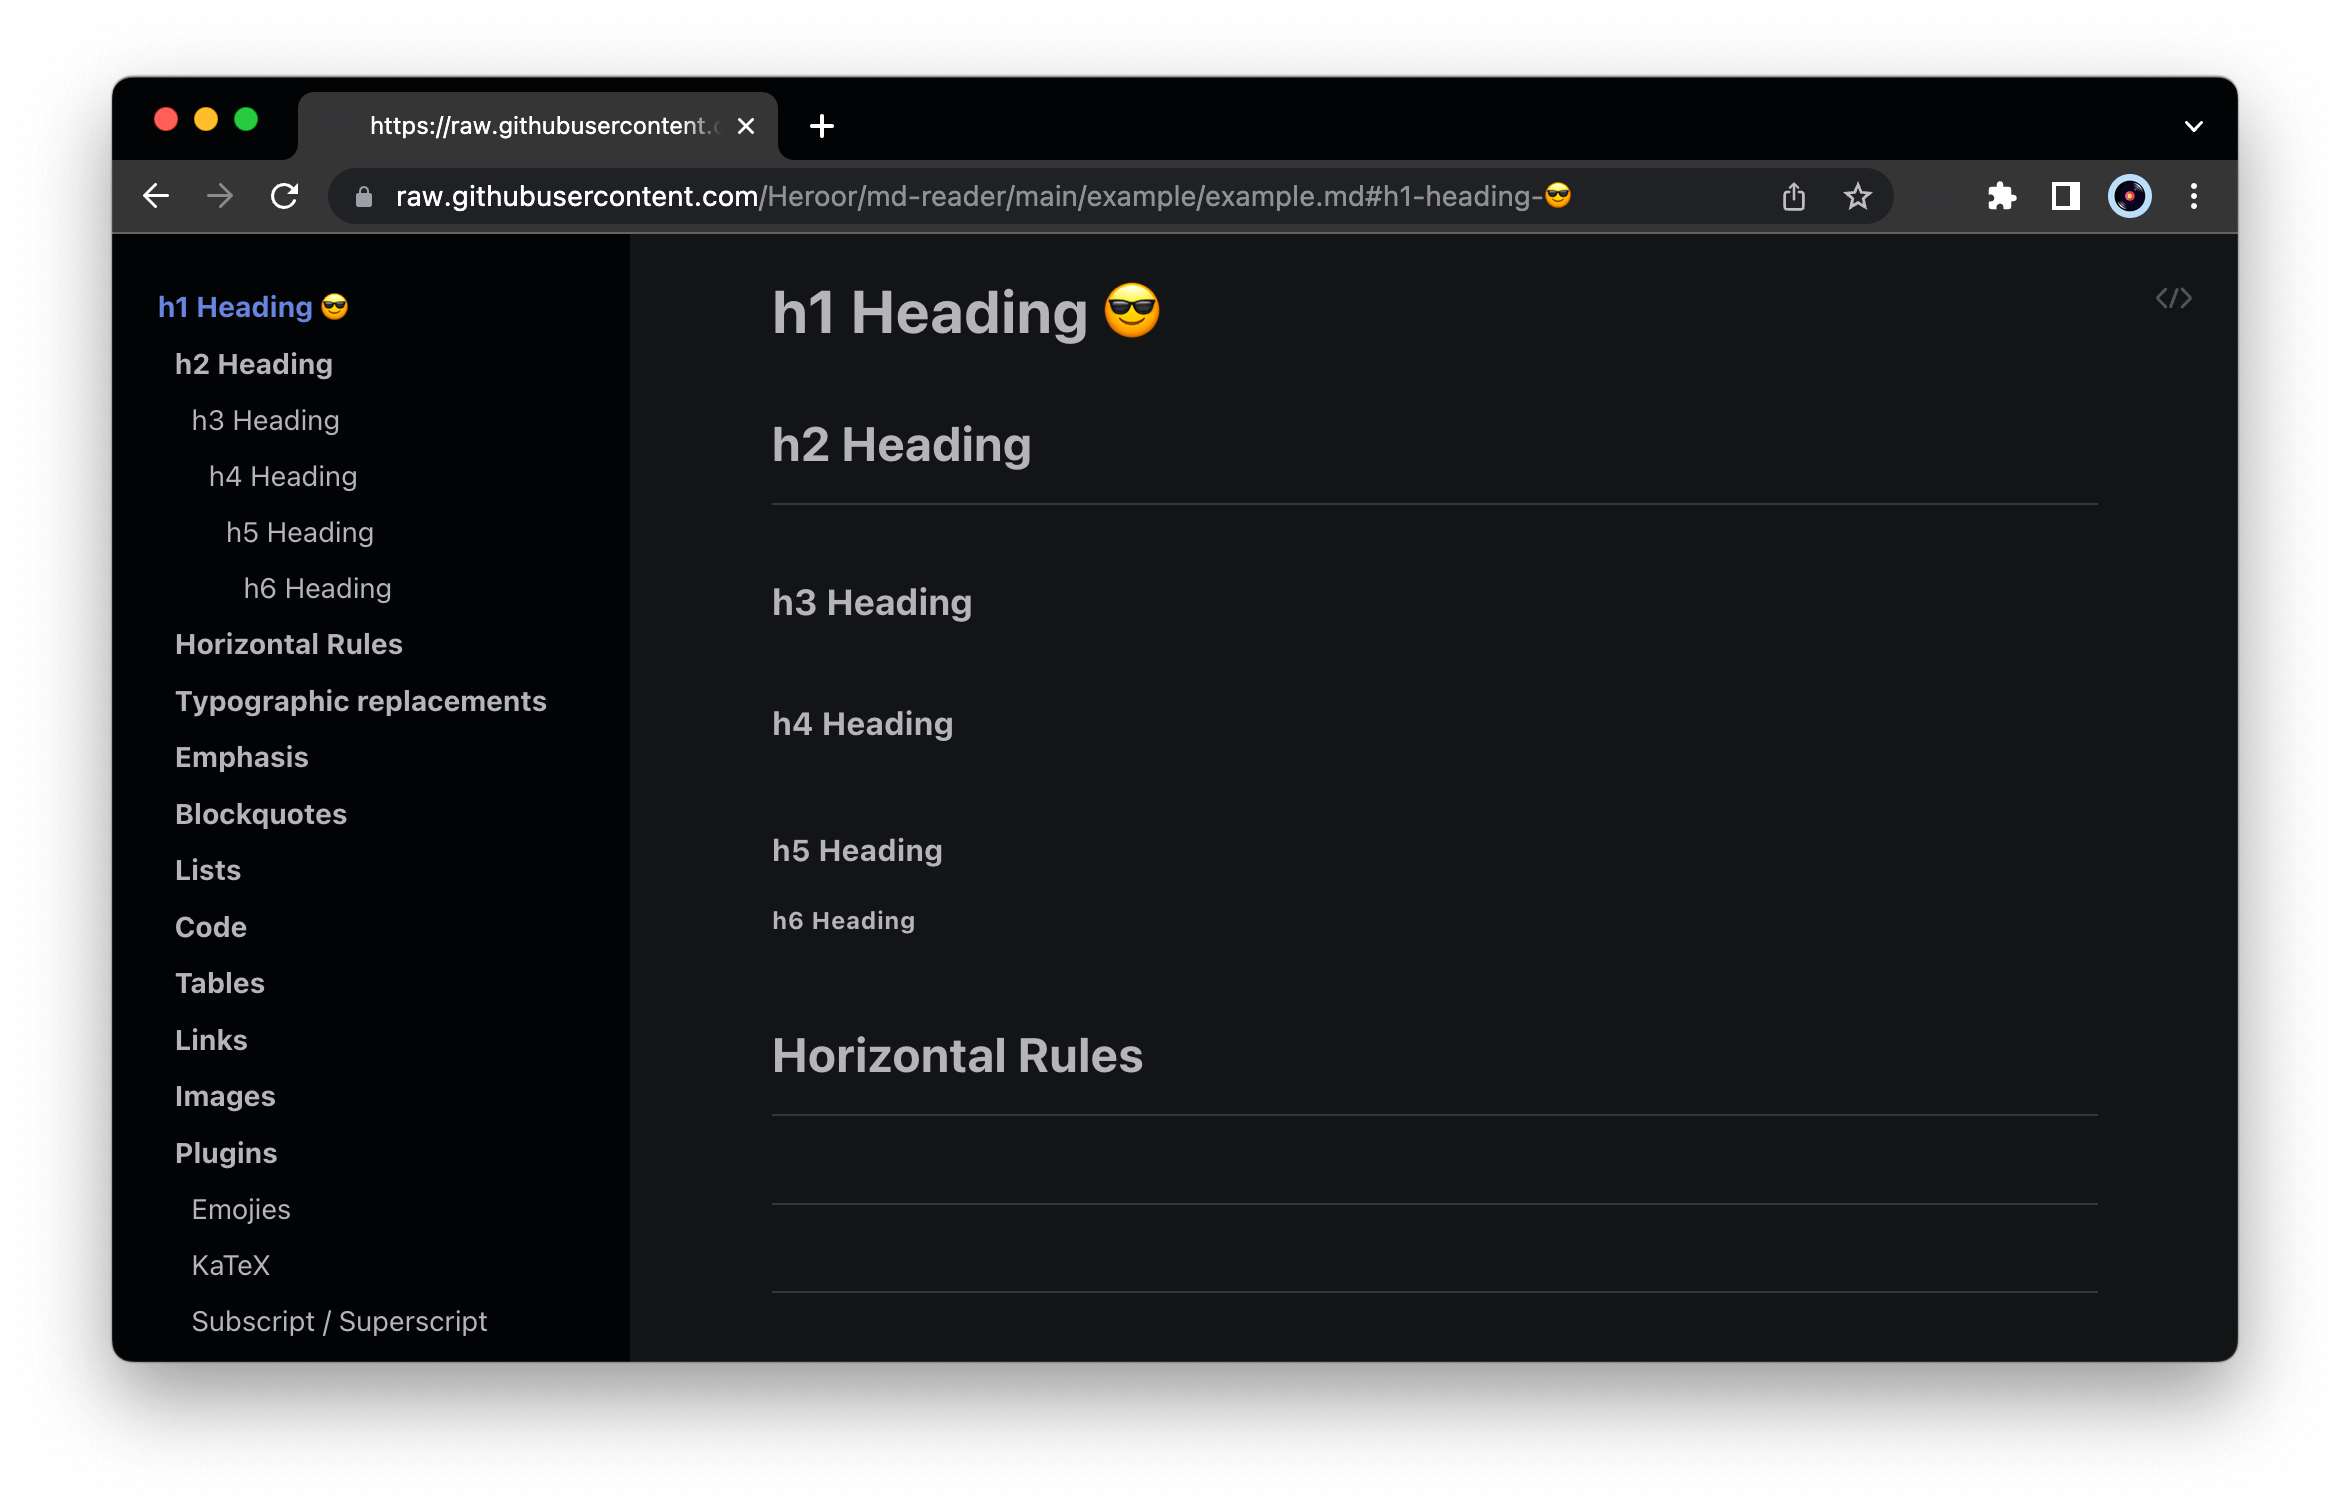 https://raw.githubusercontent.
raw.githubusercontent.com/Heroor/md-reader/main/example/example.md#h1-heading-😎
h1 Heading 😎
h2 Heading
h3 Heading
h4 Heading
h5 Heading
h6 Heading
Horizontal Rules
Typographic replacements
Emphasis
Blockquotes
Lists
Code
Tables
Links
Images
Plugins
Emojies
KaTeX
Subscript / Superscript
h1 Heading 😎
h2 Heading
h3 Heading
h4 Heading
h5 Heading
h6 Heading
Horizontal Rules